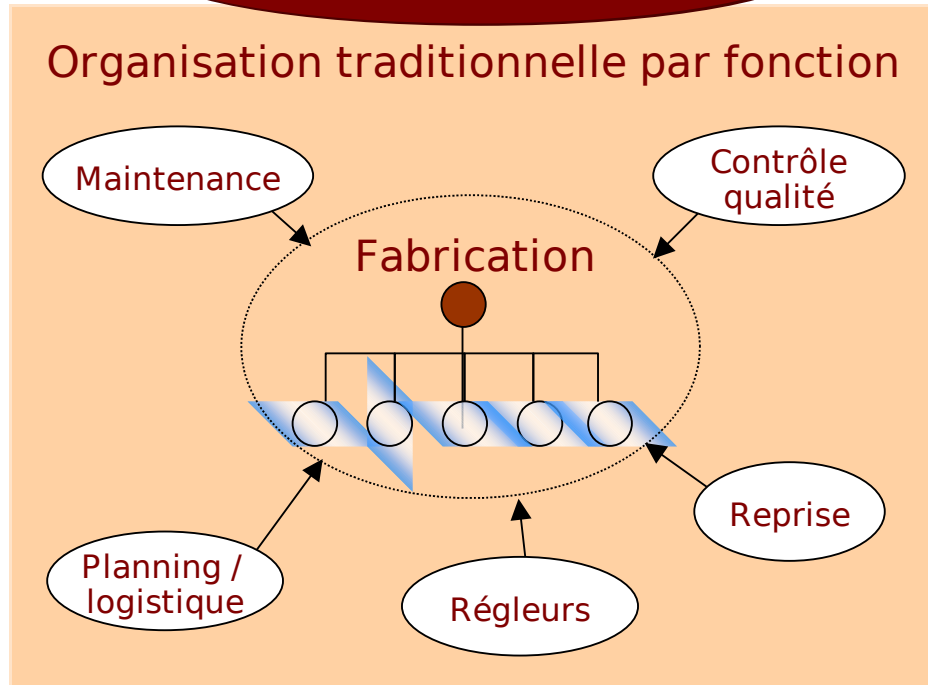 Organisation traditionnelle par fonction
Maintenance
Contrôle
qualité
Fabrication
Reprise
Planning /
logistique
Régleurs